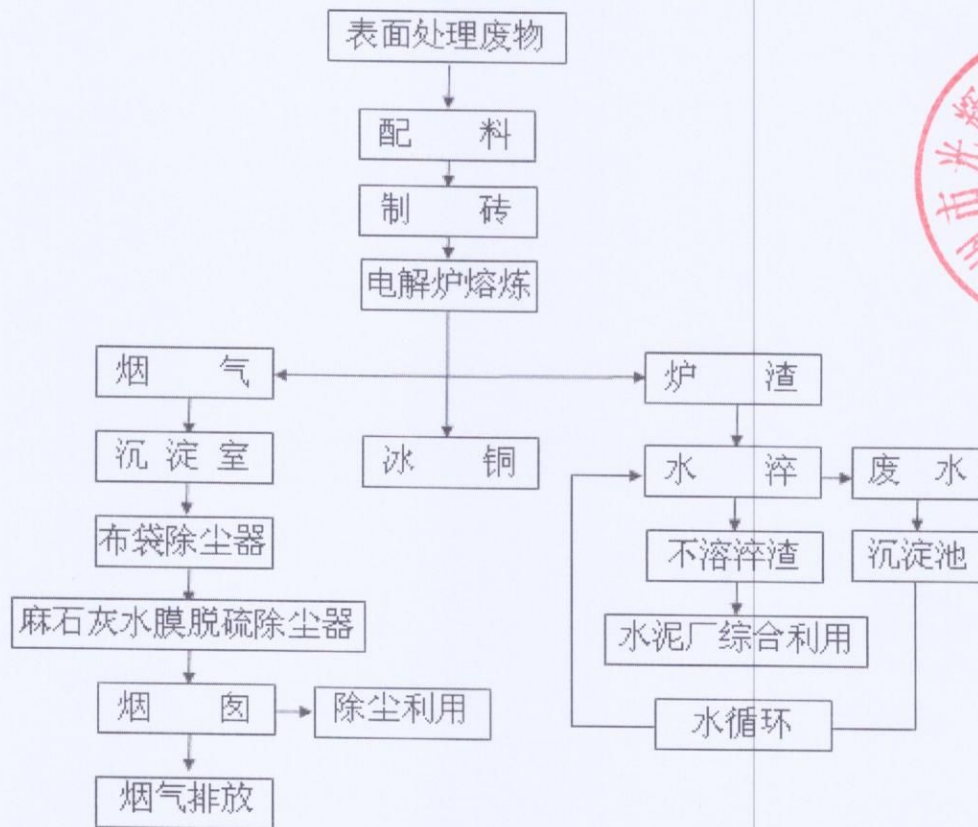 表面处理废物
配 料
制 砖
电解炉熔炼
烟 气
炉 渣
沉 淀 室
冰 铜
水 淬
废 水
布袋除尘器
不溶淬渣
沉淀池
麻石灰水膜脱硫除尘器
水泥厂综合利用
烟 囱
除尘利用
水循环
烟气排放
市光辉